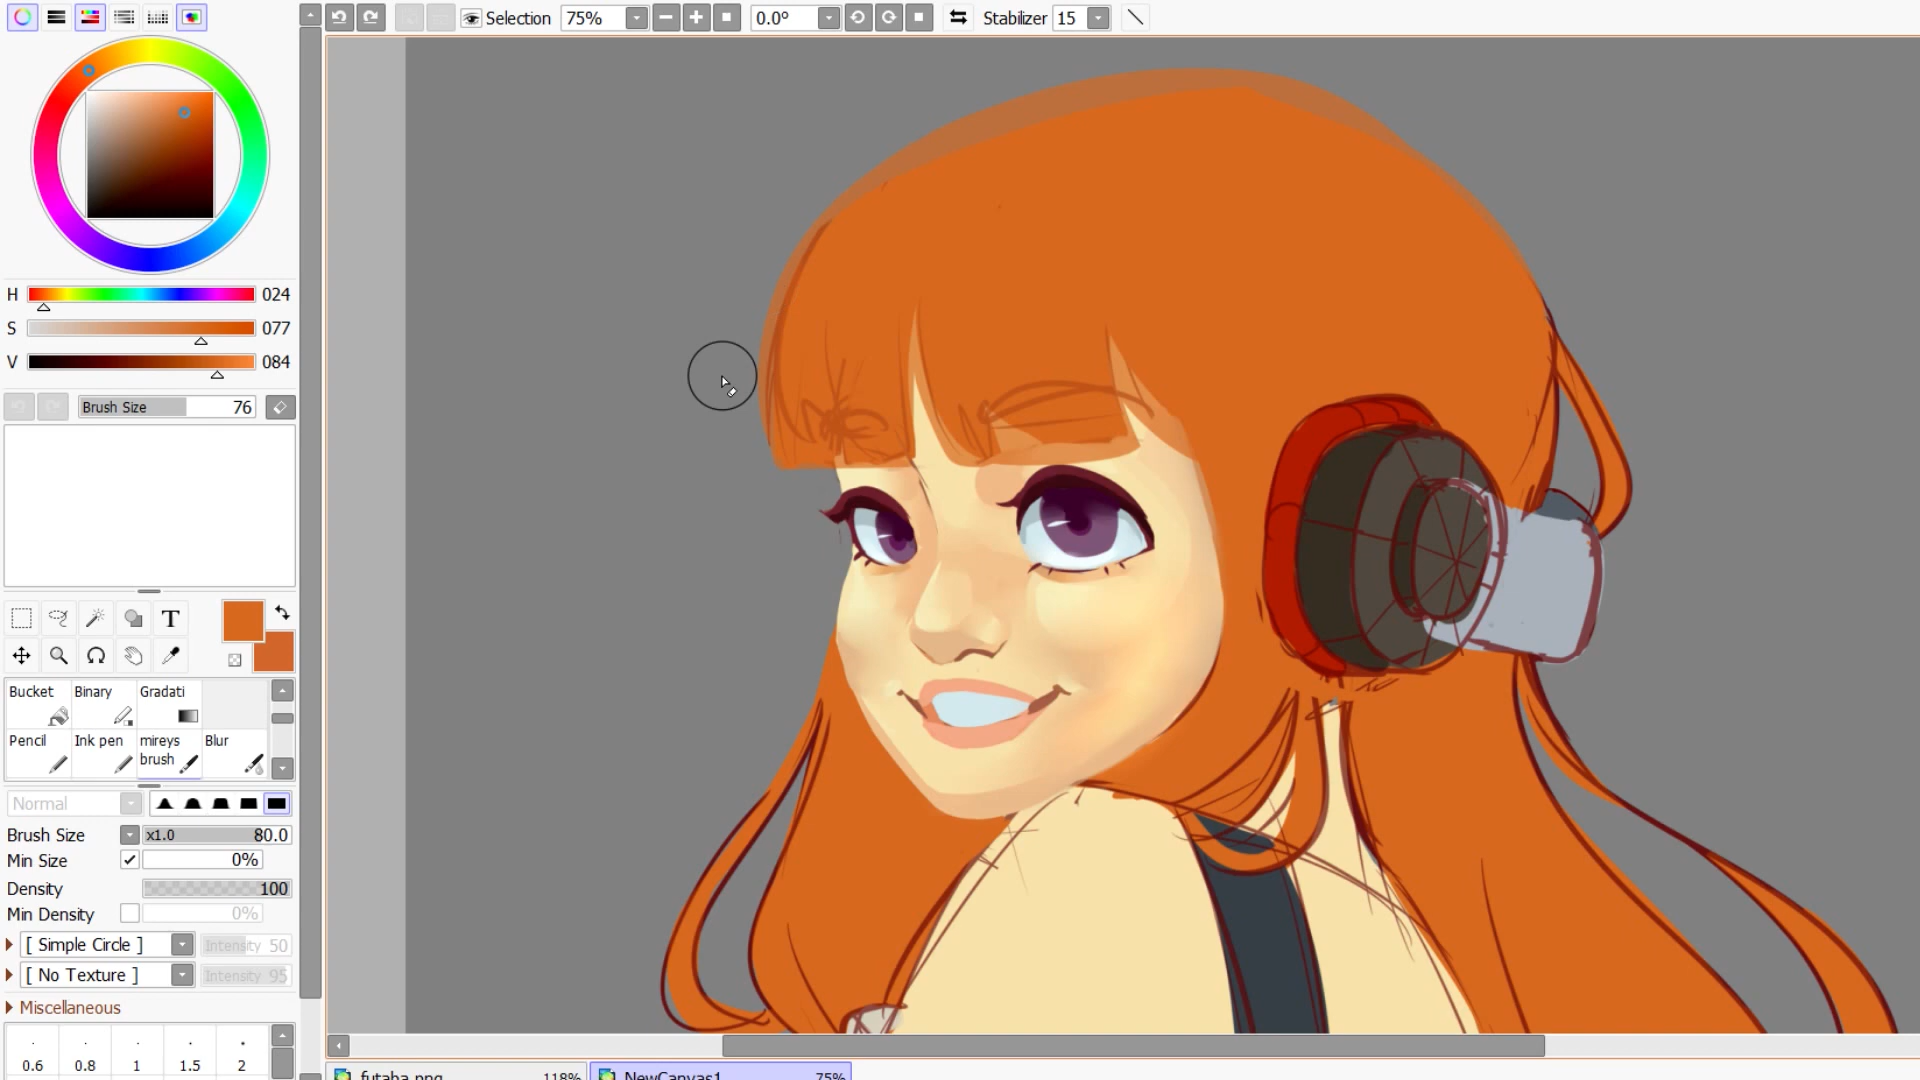 Selection 75% 0.0° Stabilizer 15
H 024
S 077
V 084
Brush Size 76
T
Bucket Binary Gradati
Pencil Ink pen mireys brush Blur
Normal
Brush Size x1.0 80.0
Min Size 0%
Density 100
Min Density 0%
[ Simple Circle ] Intensity 50
[ No Texture ] Intensity 95
Miscellaneous
0.6 0.8 1 1.5 2
futaba.png 118% NewCanvas1 75%